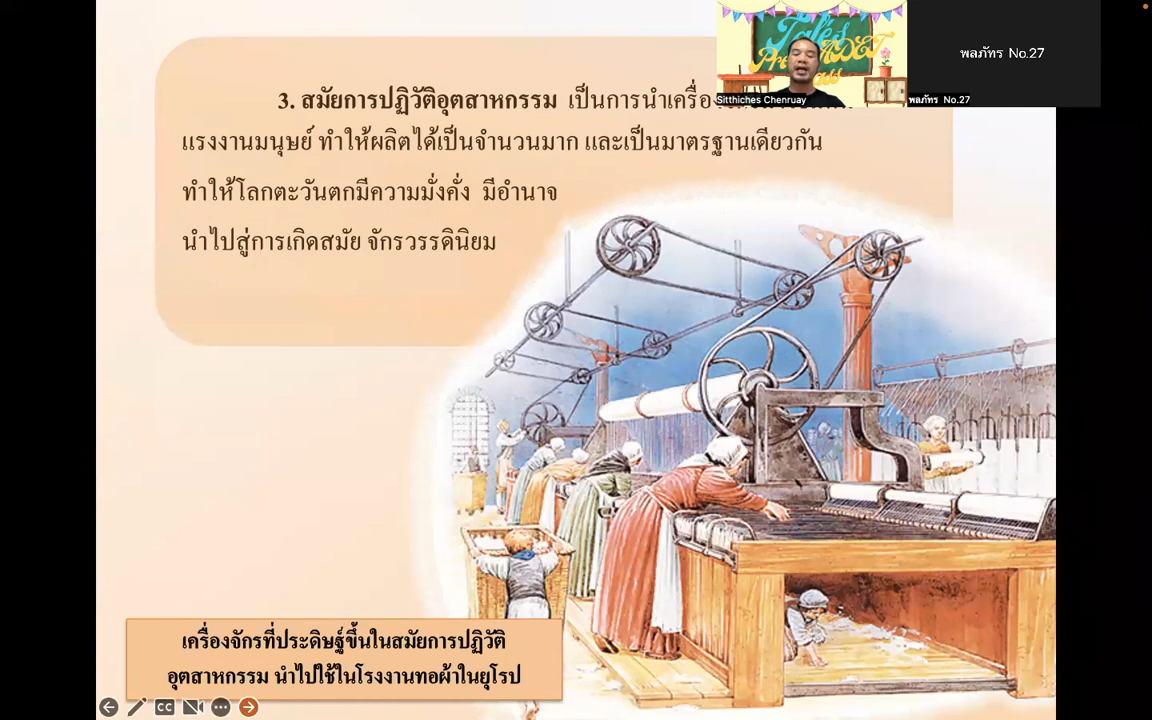 3. สมัยการปฏิวัติอุตสาหกรรม เป็นการนำเครื่อง
แรงงานมนุษย์ ทำให้ผลิตได้เป็นจำนวนมาก และเป็นมาตรฐานเดียวกัน
ทำให้โลกตะวันตกมีความมั่งคั่ง มีอำนาจ
นำไปสู่การเกิดสมัย จักรวรรดินิยม
เครื่องจักรที่ประดิษฐ์ขึ้นในสมัยการปฏิวัติ
อุตสาหกรรม นำไปใช้ในโรงงานทอผ้าในยุโรป
Tales
Sitthiches Chenruay
พลภัทร No.27
พลภัทร No.27
CC